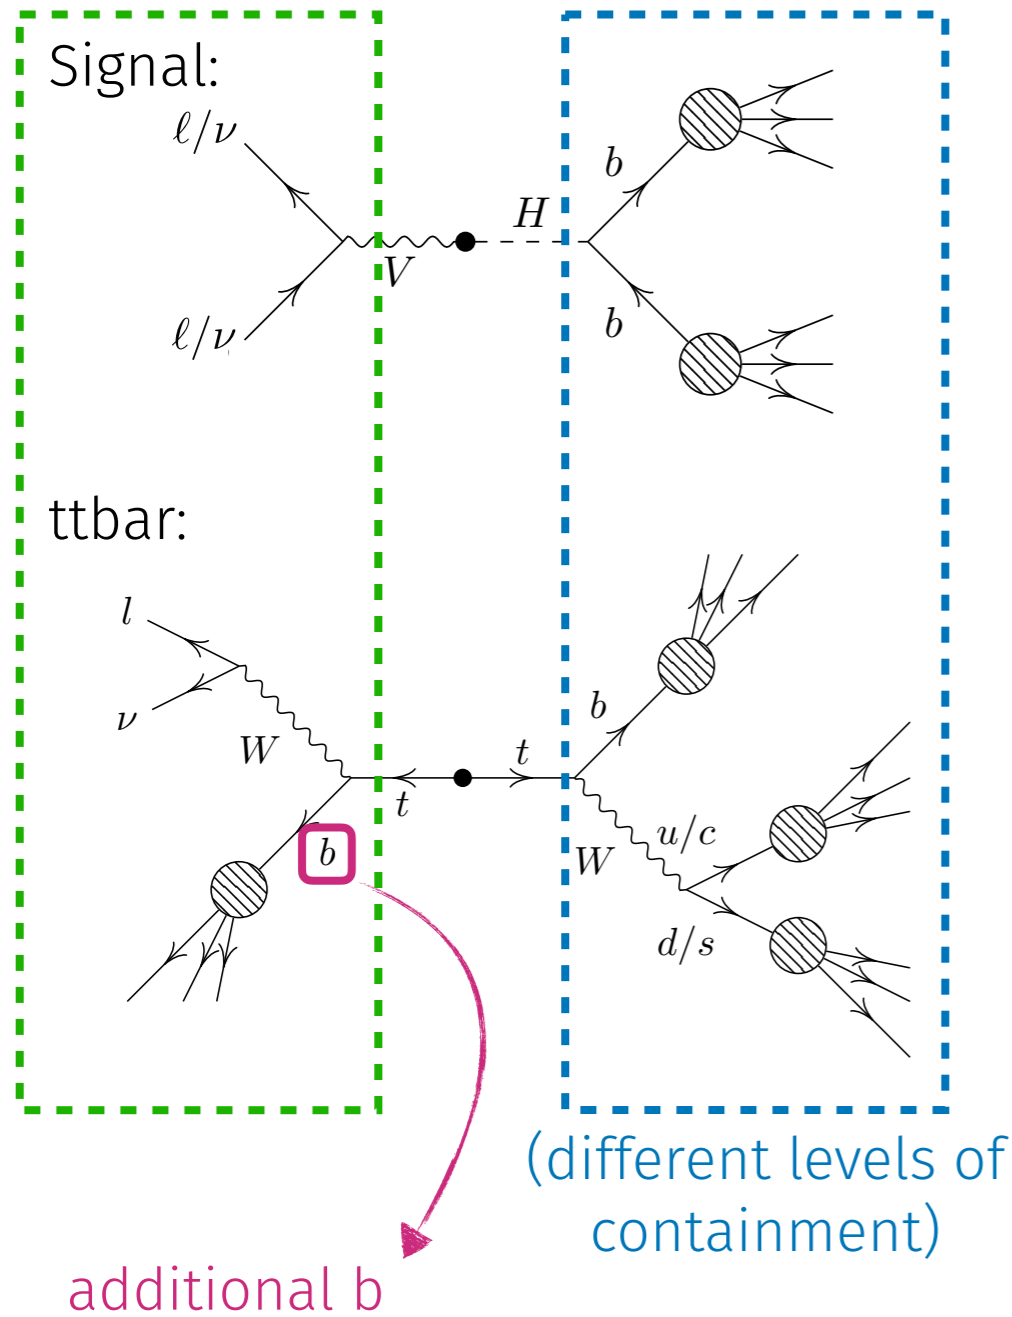 Signal:
ℓ/ν
H
b
V
ℓ/ν
b
ttbar:
l
b
ν
W
t
t
u/c
b
W
d/s
(different levels of
containment)
additional b